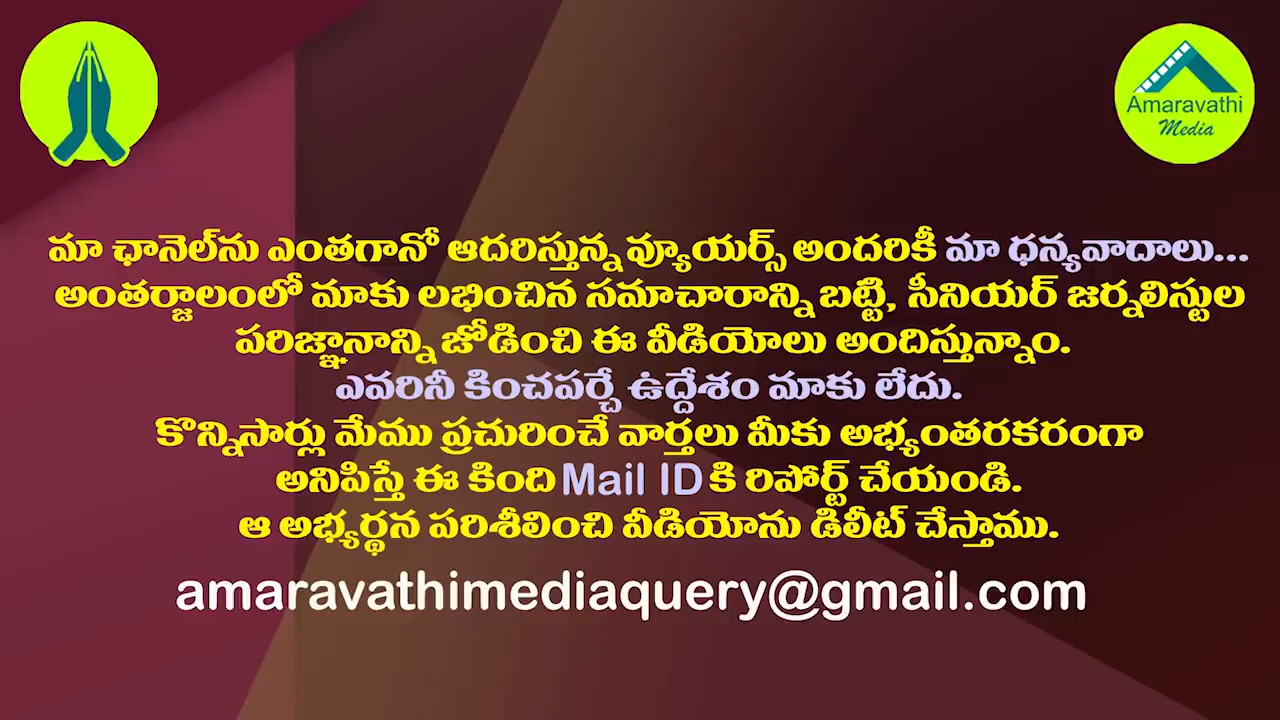 Amaravathi
Media
మా ఛానెల్‌ను ఎంతగానో ఆదరిస్తున్న వ్యూయర్స్ అందరికీ మా ధన్యవాదాలు...
అంతర్జాలంలో మాకు లభించిన సమాచారాన్ని బట్టి, సీనియర్ జర్నలిస్టుల
పరిజ్ఞానాన్ని జోడించి ఈ వీడియోలు అందిస్తున్నాం.
ఎవరినీ కించపర్చే ఉద్దేశం మాకు లేదు.
కొన్నిసార్లు మేము ప్రచురించే వార్తలు మీకు అభ్యంతరకరంగా
అనిపిస్తే ఈ కింది Mail ID కి రిపోర్ట్ చేయండి.
ఆ అభ్యర్థన పరిశీలించి వీడియోను డిలీట్ చేస్తాము.
amaravathimediaquery@gmail.com